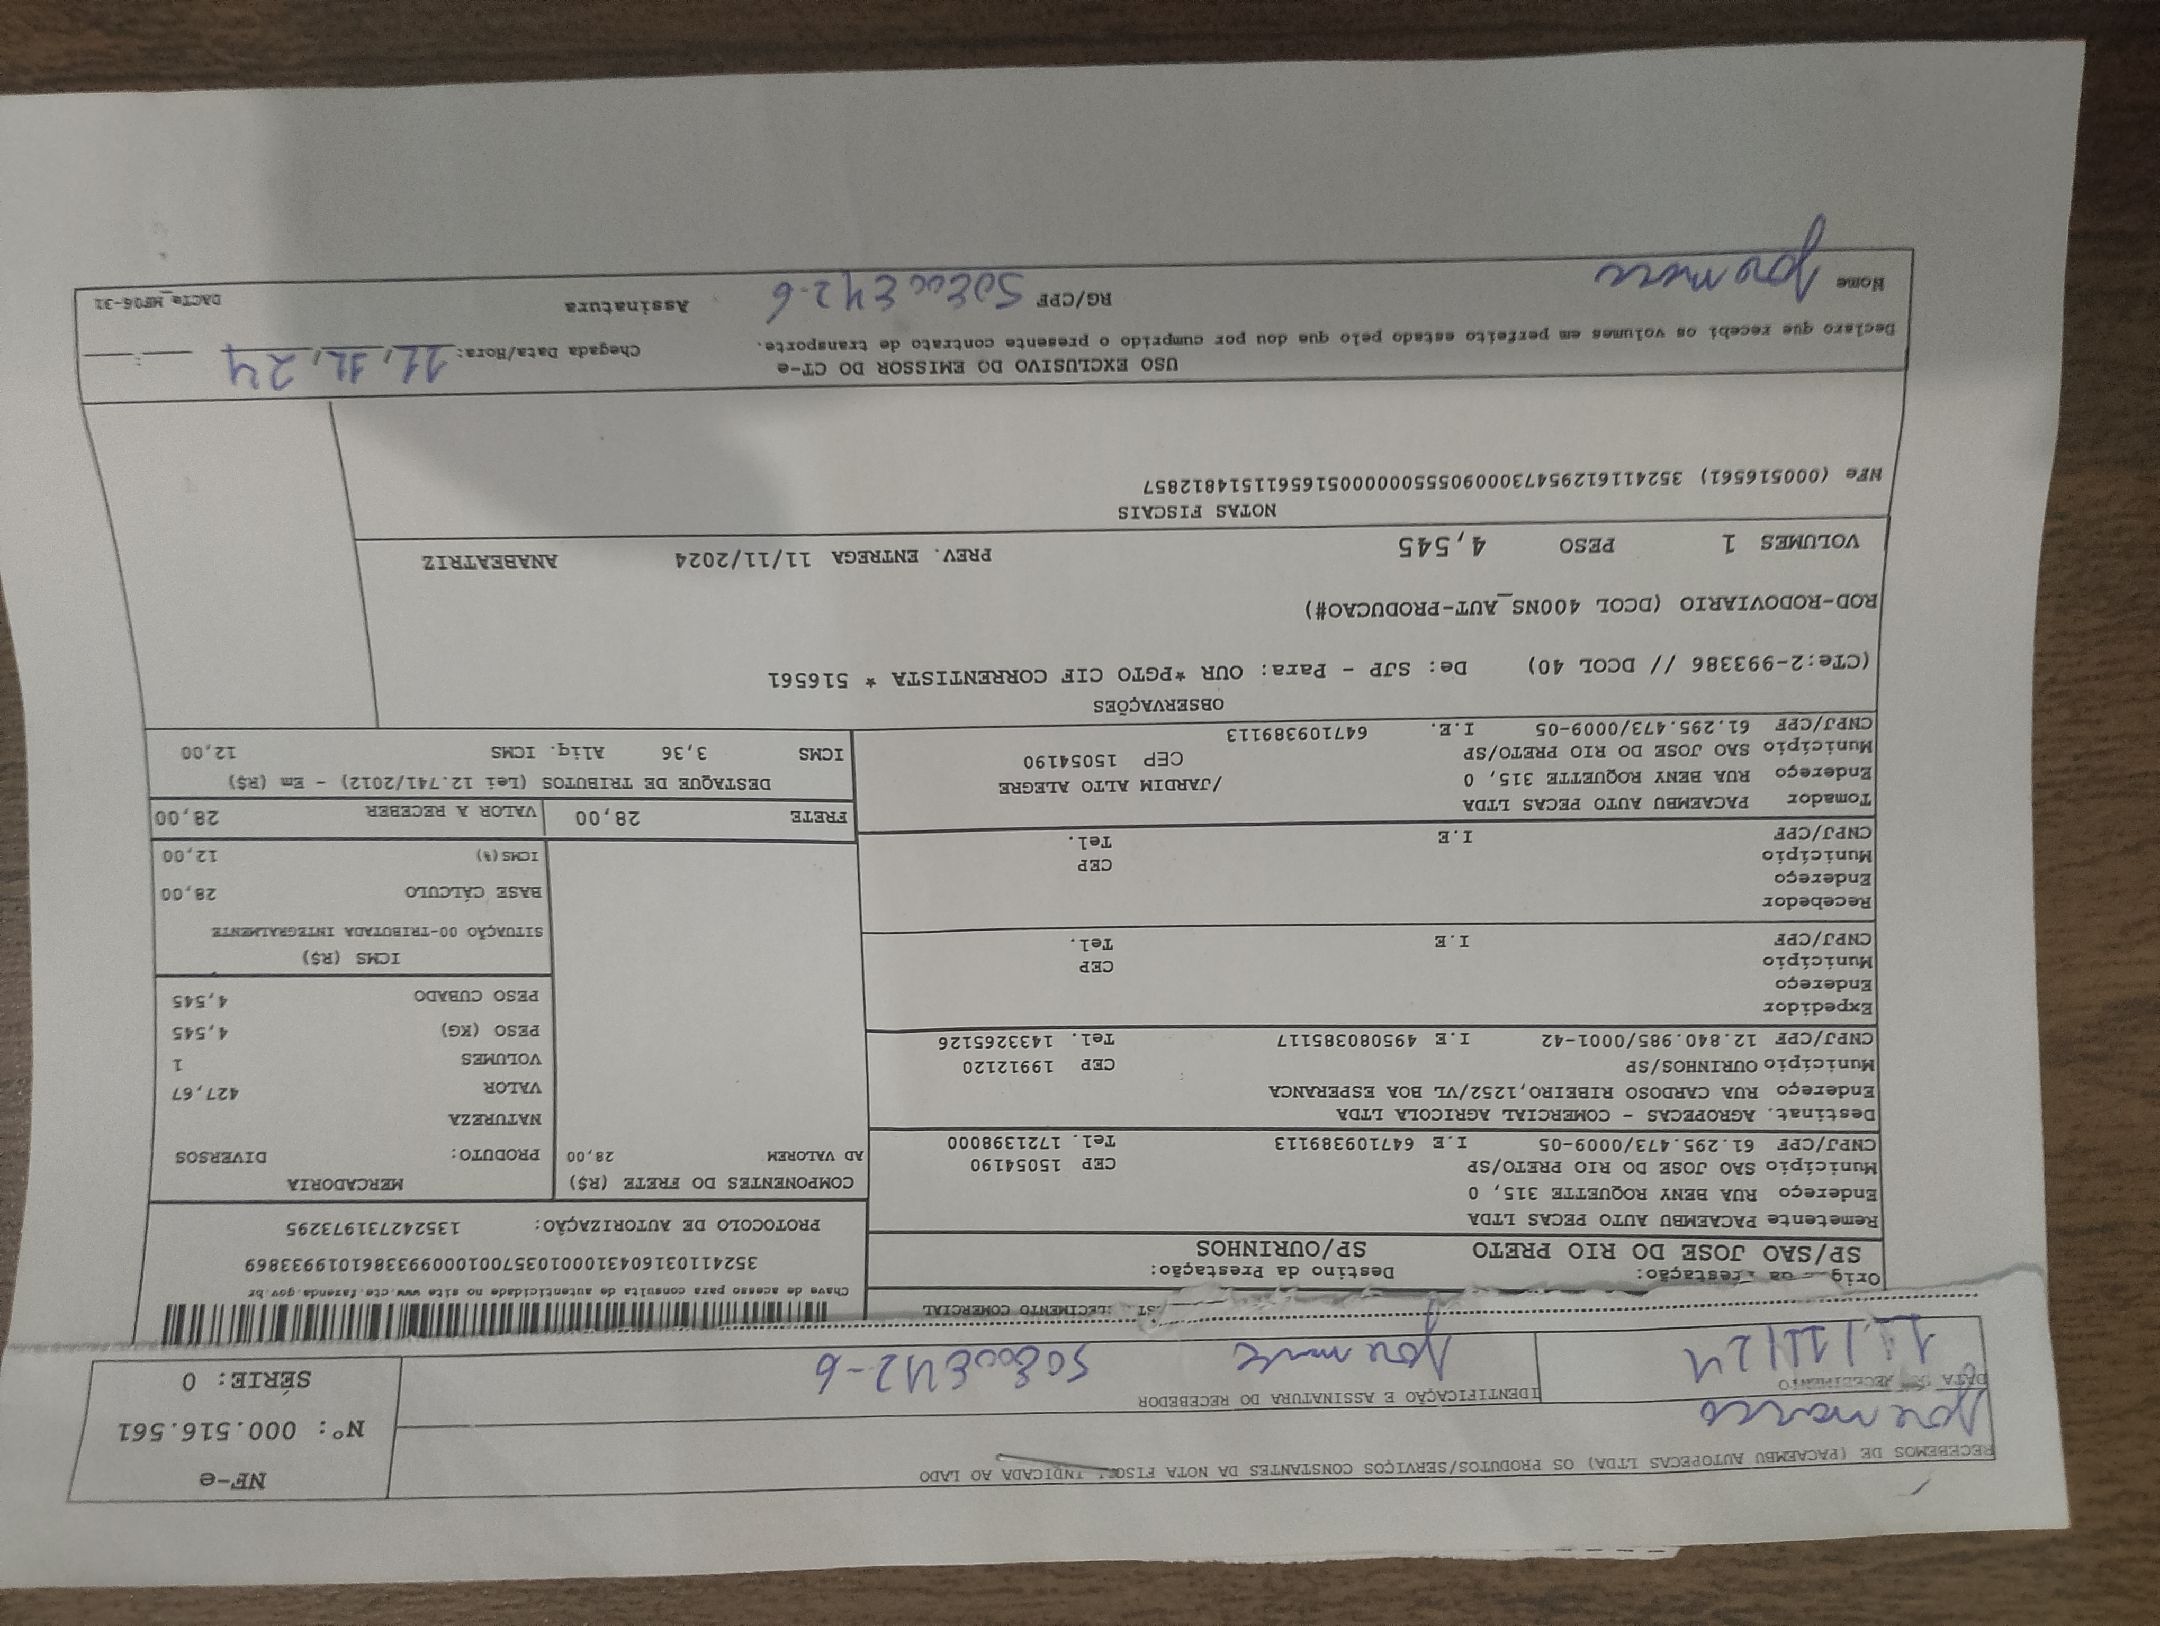 RECEBEMOS DE (PACAEMBU AUTOPECAS LTDA) OS PRODUTOS/SERVIÇOS CONSTANTES DA NOTA INDICADA AO LADO
NF-e
Nº: 000.516.561
SÉRIE: 0
DATA RECEBIMENTO
11/11/24
IDENTIFICAÇÃO E ASSINATURA DO RECEBEDOR
COMERCIAL
Chave de acesso para consulta de autenticidade no site www.cte.fazenda.gov.br
35241103160431000103570010009933861019933869
PROTOCOLO DE AUTORIZAÇÃO: 135242731973295
Destino da Prestação:
SP/SAO JOSE DO RIO PRETO SP/OURINHOS
Remetente PACAEMBU AUTO PECAS LTDA
Endereço RUA BENY ROQUETTE 315, 0
Município SAO JOSE DO RIO PRETO/SP CEP 15054190
CNPJ/CPF 61.295.473/0009-05 I.E 647109389113 Tel. 1721398000
Destinat. AGROPECAS - COMERCIAL AGRICOLA LTDA
Endereço RUA CARDOSO RIBEIRO,1252/VL BOA ESPERANCA
Município OURINHOS/SP CEP 19912120
CNPJ/CPF 12.840.985/0001-42 I.E 495080385117 Tel. 1433265126
Expedidor
Endereço
Município CEP
CNPJ/CPF I.E Tel.
Recebedor
Endereço
Município CEP
CNPJ/CPF I.E Tel.
Tomador PACAEMBU AUTO PECAS LTDA
Endereço RUA BENY ROQUETTE 315, 0 /JARDIM ALTO ALEGRE
Município SAO JOSE DO RIO PRETO/SP CEP 15054190
CNPJ/CPF 61.295.473/0009-05 I.E. 647109389113
COMPONENTES DO FRETE (R$)
AD VALOREM 28,00
MERCADORIA
PRODUTO: DIVERSOS
NATUREZA
VALOR 427,67
VOLUMES 1
PESO (KG) 4,545
PESO CUBADO 4,545
ICMS (R$)
SITUAÇÃO 00-TRIBUTADA INTEGRALMENTE
BASE CÁLCULO 28,00
ICMS(%) 12,00
FRETE 28,00 VALOR A RECEBER 28,00
DESTAQUE DE TRIBUTOS (Lei 12.741/2012) - Em (R$)
ICMS 3,36 Aliq. ICMS 12,00
OBSERVAÇÕES
(CTe:2-993386 // DCOL 40) De: SJP - Para: OUR *PGTO CIF CORRENTISTA * 516561
ROD-RODOVIARIO (DCOL 400NS_AUT-PRODUCAO#)
VOLUMES 1 PESO 4,545 PREV. ENTREGA 11/11/2024 ANABEATRIZ
NOTAS FISCAIS
NFe (000516561) 35241161295473000905550000005165611514812857
USO EXCLUSIVO DO EMISSOR DO CT-e
Declaro que recebi os volumes em perfeito estado pelo que dou por cumprido o presente contrato de transporte.
Chegada Data/Hora: 11, 11, 24
Nome RG/CPF Assinatura
DACTe_MF06-31